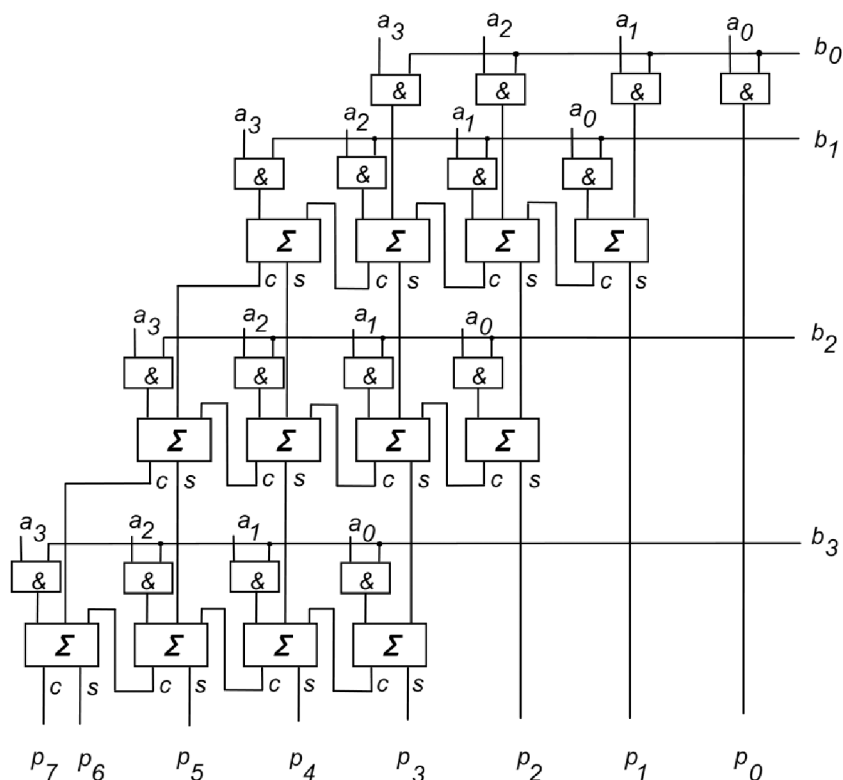 a3 a2 a1 a0
b0
& & & &
a3 a2 a1 a0
b1
& & & &
Σ Σ Σ Σ
c s c s c s c s
a3 a2 a1 a0
b2
& & & &
Σ Σ Σ Σ
c s c s c s c s
a3 a2 a1 a0
b3
& & & &
Σ Σ Σ Σ
c s c s c s c s
p7 p6 p5 p4 p3 p2 p1 p0